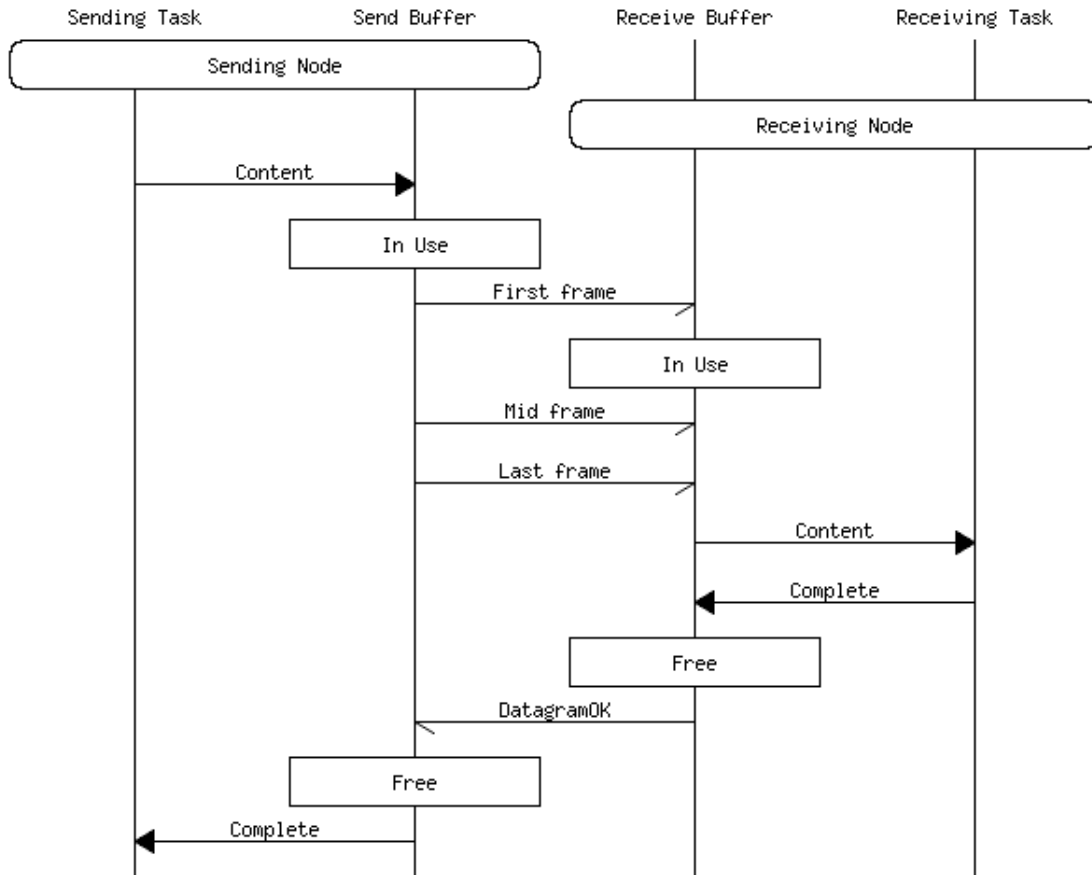 Sending Task
Send Buffer
Receive Buffer
Receiving Task
Sending Node
Receiving Node
Content
In Use
First frame
In Use
Mid frame
Last frame
Content
Complete
Free
DatagramOK
Free
Complete